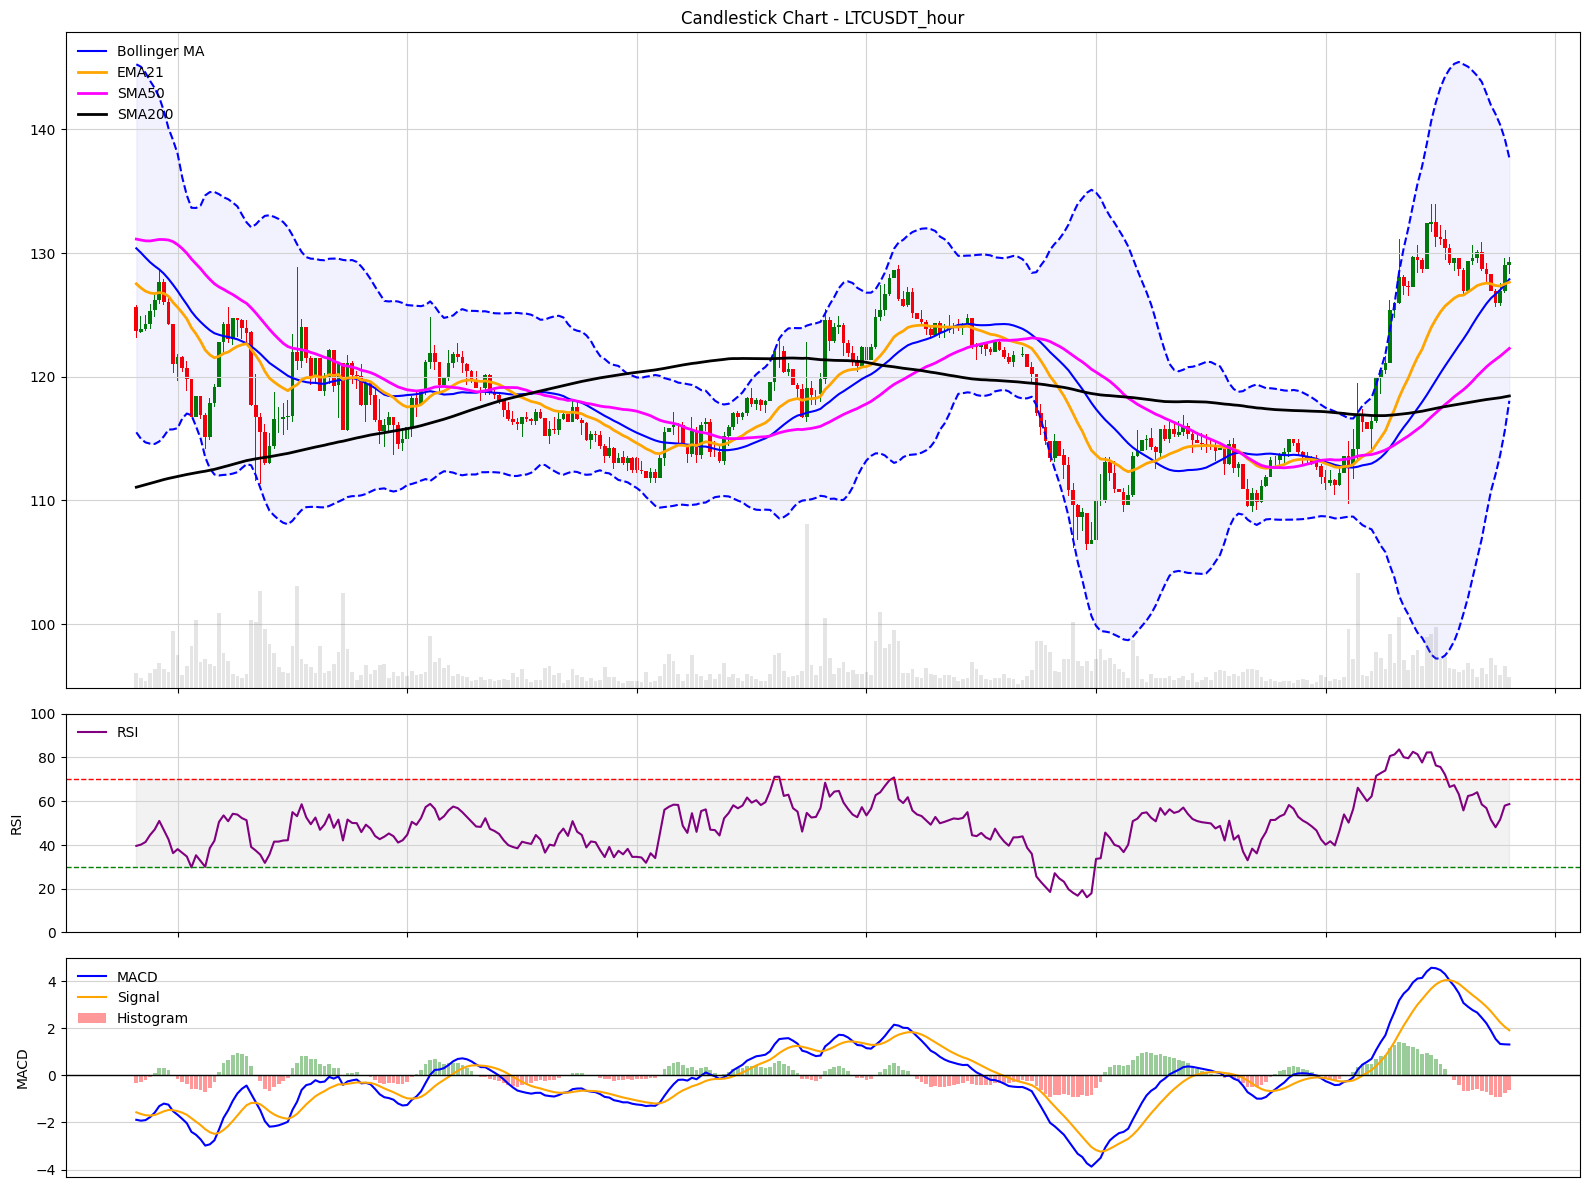 Candlestick Chart - LTCUSDT_hour
Bollinger MA
EMA21
SMA50
SMA200
140
130
120
110
100
RSI
100
80
60
40
20
0
RSI
MACD
Signal
Histogram
4
2
0
−2
−4
MACD